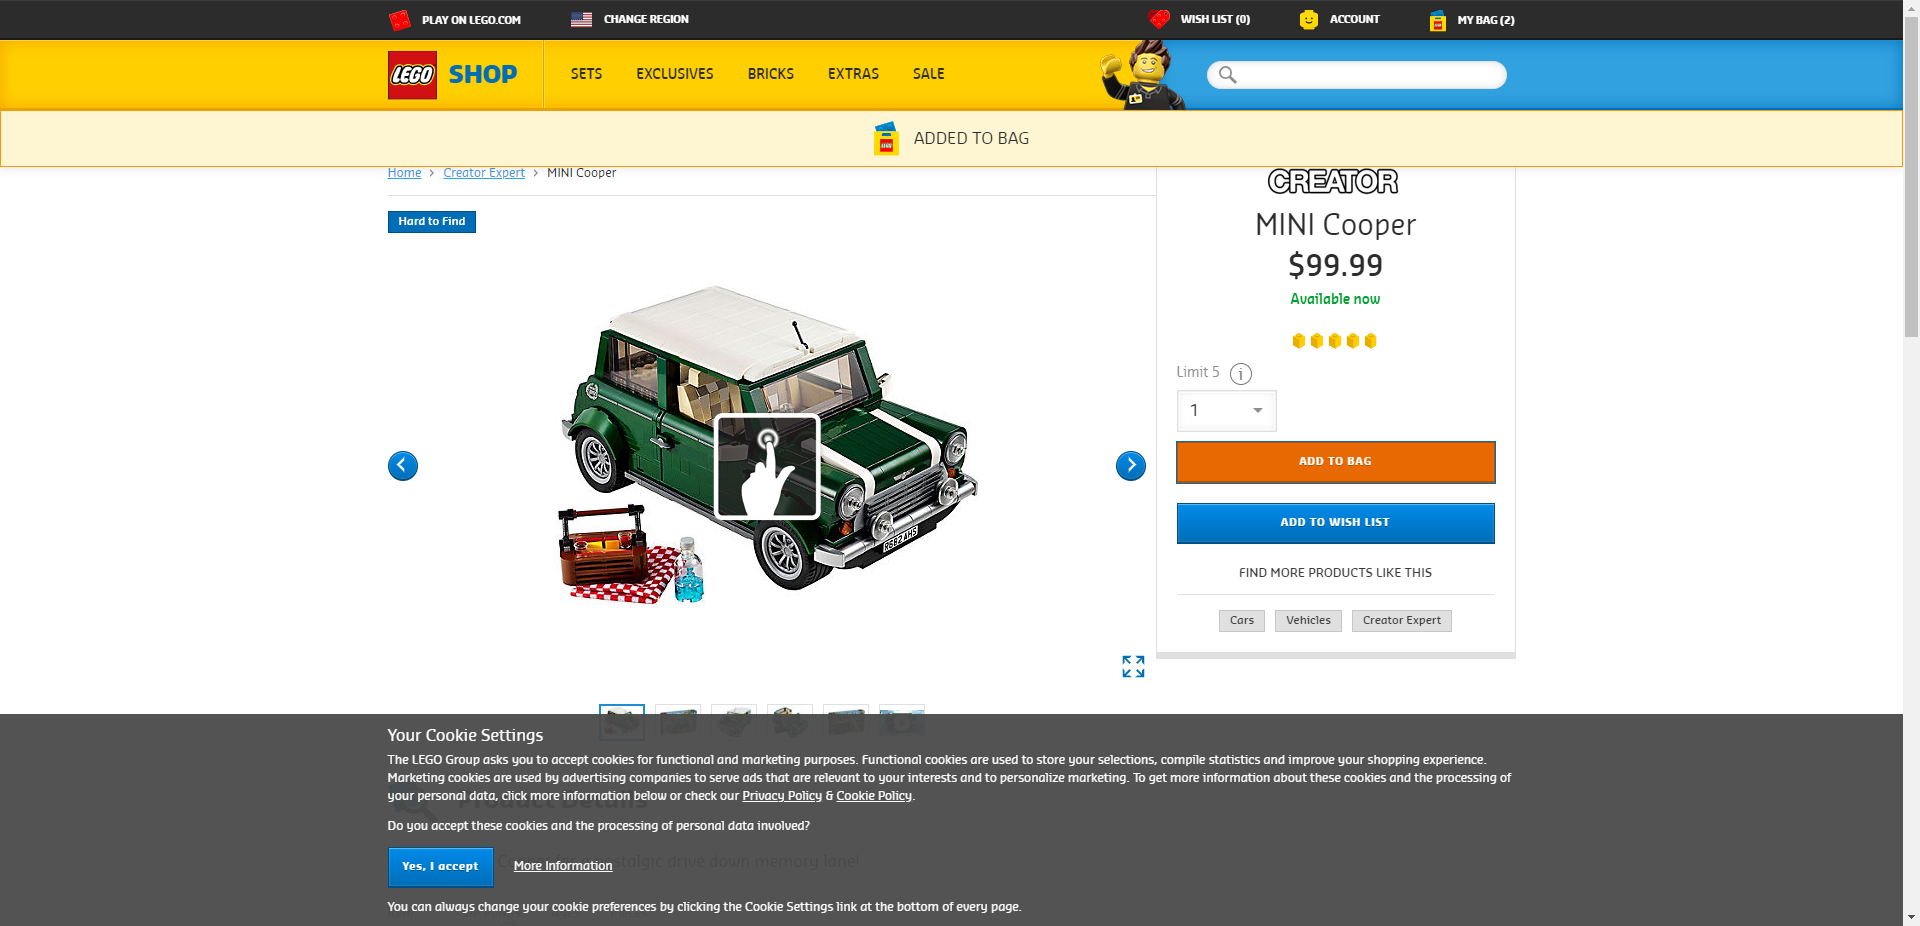 PLAY ON LEGO.COM
CHANGE REGION
WISH LIST (0)
ACCOUNT
MY BAG (2)
LEGO
SHOP
SETS
EXCLUSIVES
BRICKS
EXTRAS
SALE
ADDED TO BAG
Home > Creator Expert > MINI Cooper
Hard to Find
CREATOR
MINI Cooper
$99.99
Available now
Limit 5
1
ADD TO BAG
ADD TO WISH LIST
FIND MORE PRODUCTS LIKE THIS
Cars
Vehicles
Creator Expert
R682 AHS
Your Cookie Settings
The LEGO Group asks you to accept cookies for functional and marketing purposes. Functional cookies are used to store your selections, compile statistics and improve your shopping experience.
Marketing cookies are used by advertising companies to serve ads that are relevant to your interests and to personalize marketing. To get more information about these cookies and the processing of
your personal data, click more information below or check our Privacy Policy & Cookie Policy.
Product Details
Do you accept these cookies and the processing of personal data involved?
Yes, I accept
More Information
drive down memory lane!
You can always change your cookie preferences by clicking the Cookie Settings link at the bottom of every page.